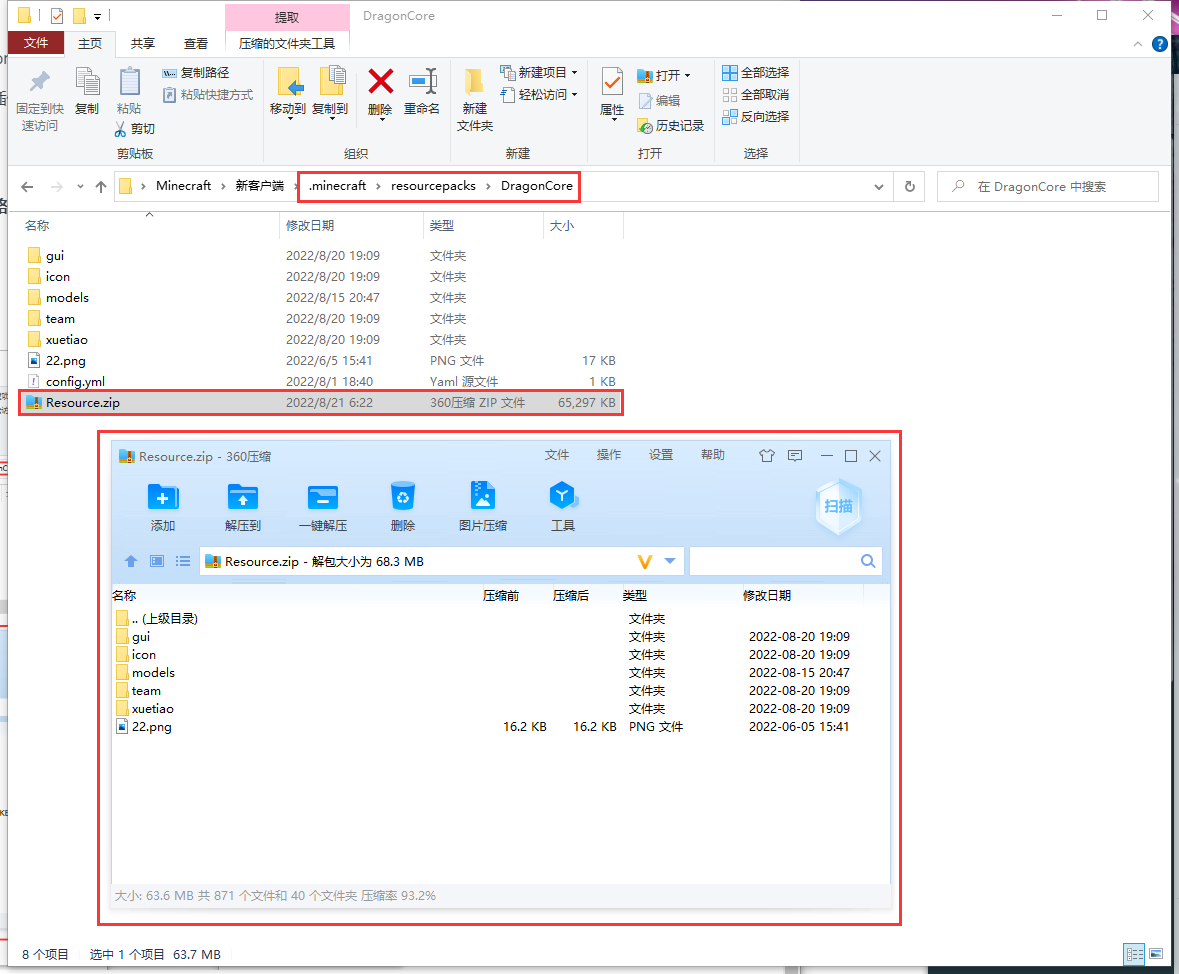 提取
DragonCore
文件
主页
共享
查看
压缩的文件夹工具
固定到快
速访问
复制
粘贴
复制路径
粘贴快捷方式
剪切
剪贴板
移动到
复制到
删除
重命名
组织
新建
文件夹
新建项目
轻松访问
新建
属性
打开
编辑
历史记录
打开
全部选择
全部取消
反向选择
选择
Minecraft
新客户端
.minecraft
resourcepacks
DragonCore
在 DragonCore 中搜索
名称 修改日期 类型 大小
gui 2022/8/20 19:09 文件夹
icon 2022/8/20 19:09 文件夹
models 2022/8/15 20:47 文件夹
team 2022/8/20 19:09 文件夹
xuetiao 2022/8/20 19:09 文件夹
22.png 2022/6/5 15:41 PNG 文件 17 KB
config.yml 2022/8/1 18:40 Yaml 源文件 1 KB
Resource.zip 2022/8/21 6:22 360压缩 ZIP 文件 65,297 KB
Resource.zip - 360压缩
文件 操作 设置 帮助
添加 解压到 一键解压 删除 图片压缩 工具
扫描
Resource.zip - 解包大小为 68.3 MB
名称 压缩前 压缩后 类型 修改日期
.. (上级目录) 文件夹
gui 文件夹 2022-08-20 19:09
icon 文件夹 2022-08-20 19:09
models 文件夹 2022-08-15 20:47
team 文件夹 2022-08-20 19:09
xuetiao 文件夹 2022-08-20 19:09
22.png 16.2 KB 16.2 KB PNG 文件 2022-06-05 15:41
大小: 63.6 MB 共 871 个文件和 40 个文件夹 压缩率 93.2%
8 个项目 选中 1 个项目 63.7 MB